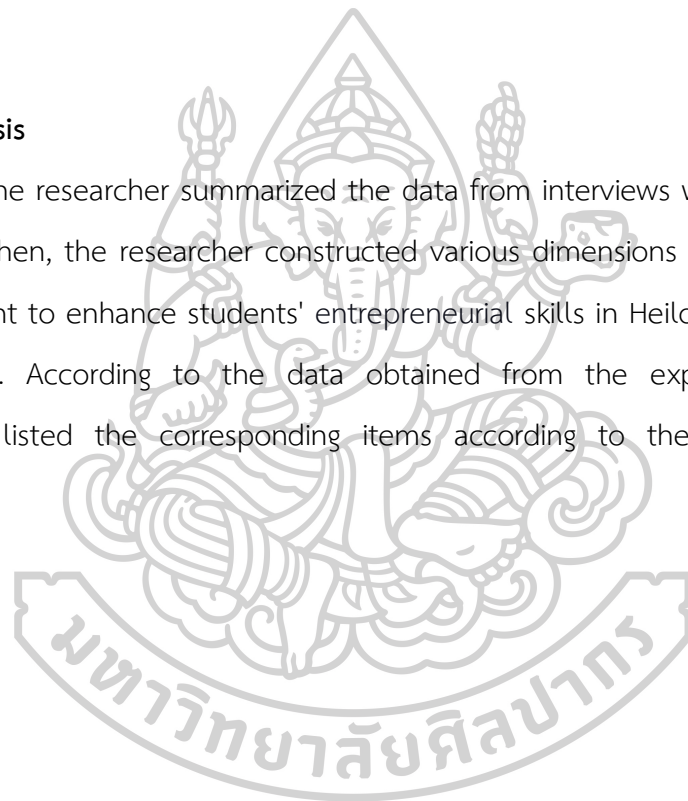 sis
he researcher summarized the data from interviews v
hen, the researcher constructed various dimensions
nt to enhance students' entrepreneurial skills in Heilo
. According to the data obtained from the exp
listed the corresponding items according to the
มหาวิทยาลัยศิลปากร